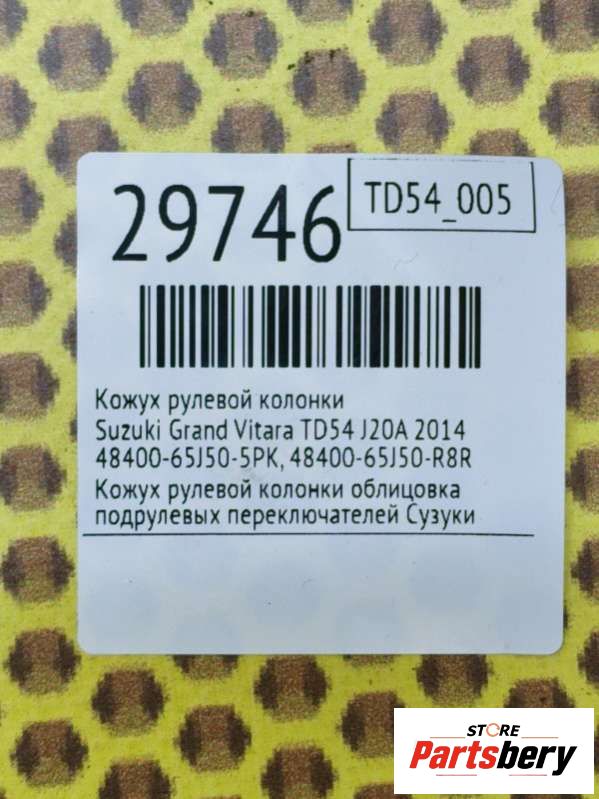 29746
TD54_005
Кожух рулевой колонки
Suzuki Grand Vitara TD54 J20A 2014
48400-65J50-5PK, 48400-65J50-R8R
Кожух рулевой колонки облицовка
подрулевых переключателей Сузуки
STORE
Partsbery